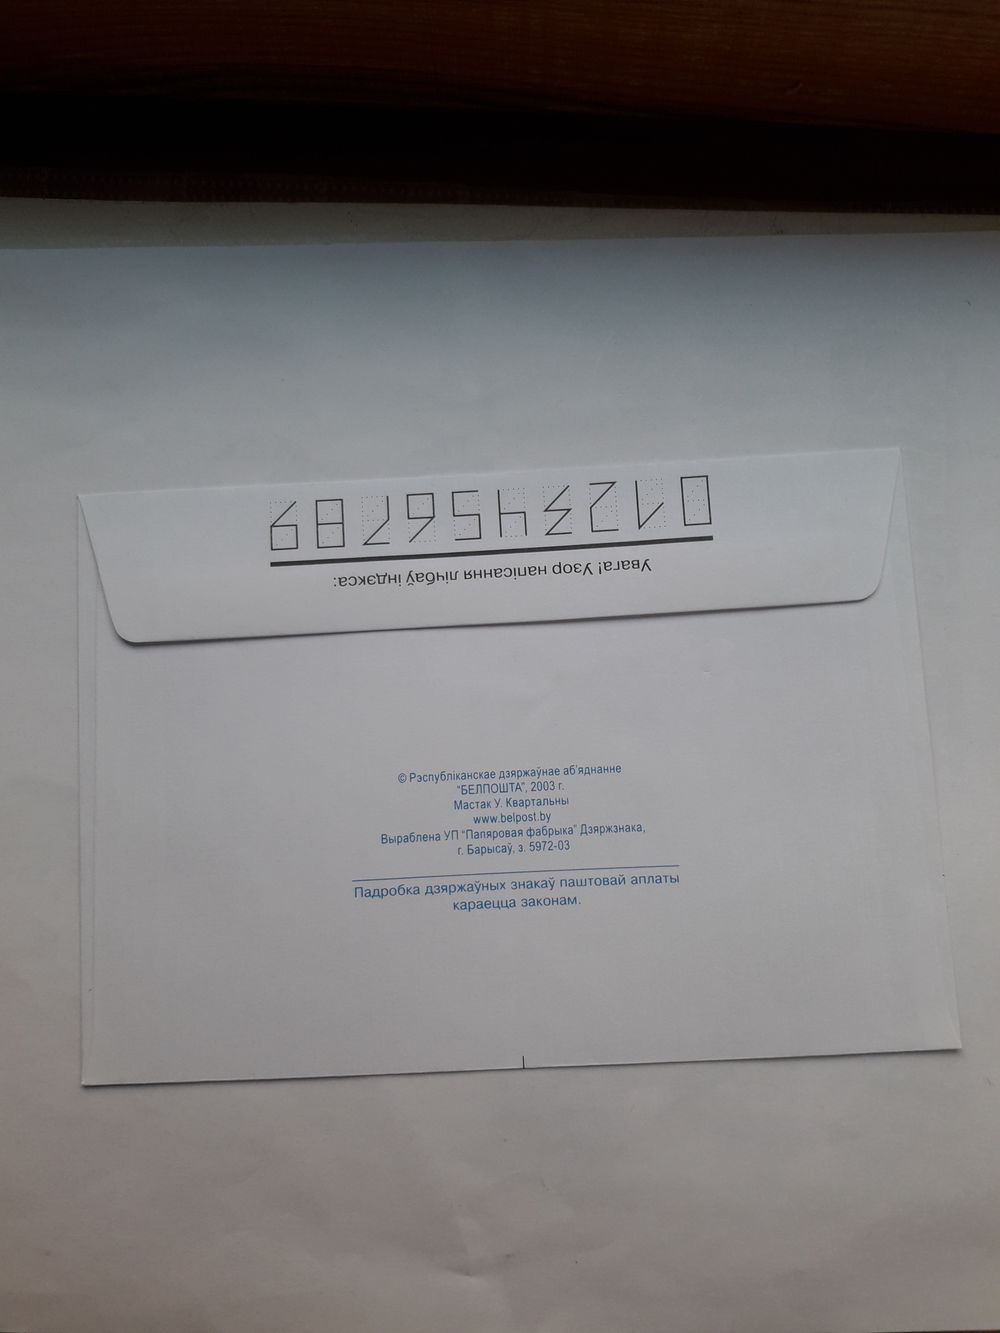 Увага! Узор напісання лічбаў індэкса:
0123456789
© Рэспубліканскае дзяржаўнае аб'яднанне
"БЕЛПОШТА", 2003 г.
Мастак У. Квартальны
www.belpost.by
Выраблена УП "Папяровая фабрыка" Дзяржзнака,
г. Барысаў, з. 5972-03
Падробка дзяржаўных знакаў паштовай аплаты
караецца законам.